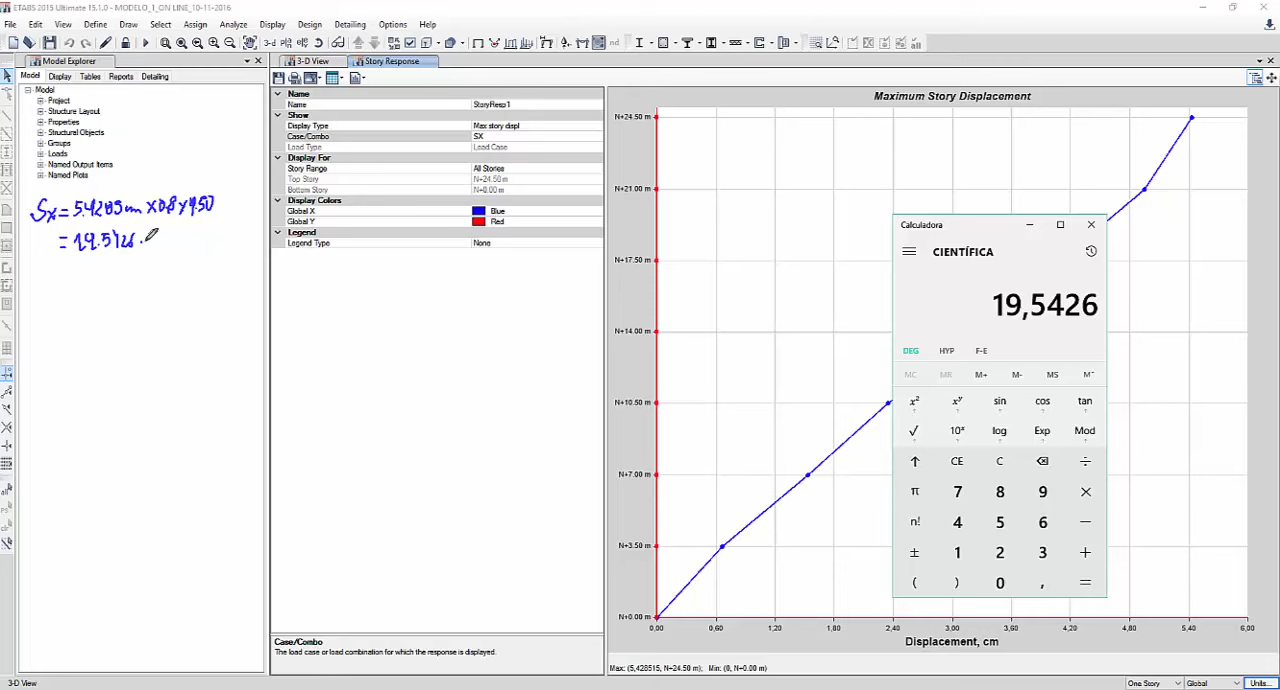 ETABS 2015 Ultimate 15.1.0 - MODELO_1_ON LINE_10-11-2016
File Edit View Define Draw Select Assign Analyze Display Design Detailing Options Help
3-d
nd
all
Model Explorer
Model Display Tables Reports Detailing
Model
Project
Structure Layout
Properties
Structural Objects
Groups
Loads
Named Output Items
Named Plots
= 19.5426.
3-D View
Story Response
Name
Name StoryResp1
Show
Display Type Max story displ
Case/Combo SX
Load Type Load Case
Display For
Story Range All Stories
Top Story N+24.50 m
Bottom Story N+0.00 m
Display Colors
Global X Blue
Global Y Red
Legend
Legend Type None
Case/Combo
The load case or load combination for which the response is displayed.
Maximum Story Displacement
N+24.50 m
N+21.00 m
N+17.50 m
N+14.00 m
N+10.50 m
N+7.00 m
N+3.50 m
N+0.00 m
0,00 0,60 1,20 1,80 2,40 3,00 3,60 4,20 4,80 5,40 6,00
Displacement, cm
Max: (5,428515, N+24.50 m); Min: (0, N+0.00 m)
Calculadora
CIENTÍFICA
19,5426
DEG HYP F-E
MC MR M+ M- MS M˅
x² xʸ sin cos tan
√ 10ˣ log Exp Mod
↑ CE C ⌫ ÷
π 7 8 9 ×
n! 4 5 6 −
± 1 2 3 +
( ) 0 , =
3-D View
One Story Global Units...